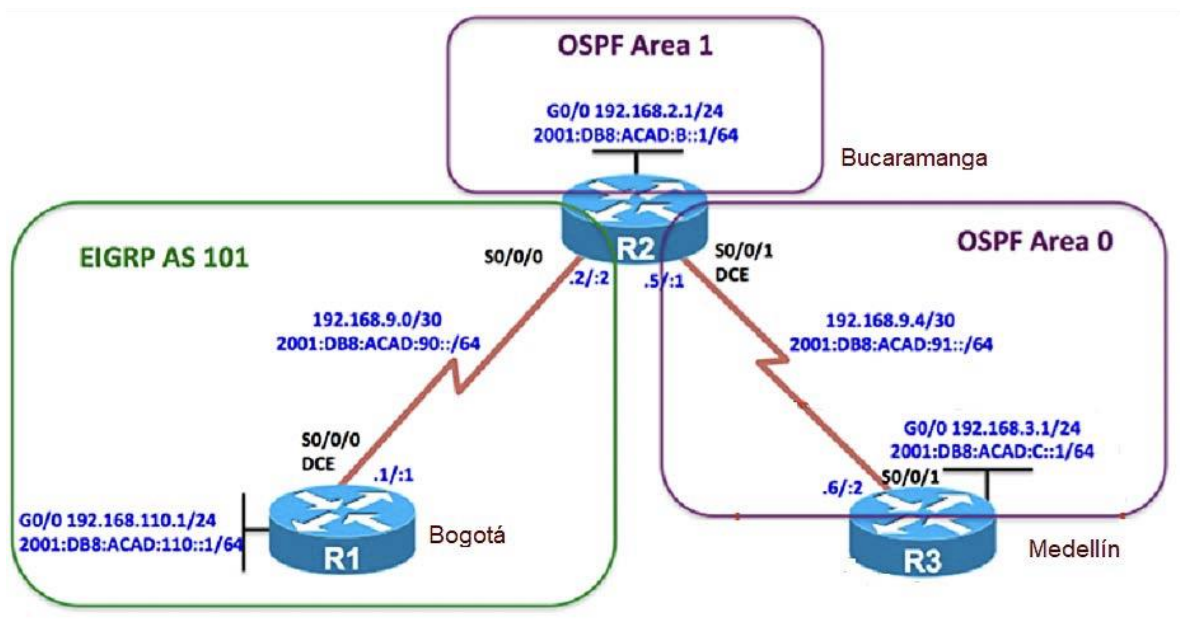 OSPF Area 1
G0/0 192.168.2.1/24
2001:DB8:ACAD:B::1/64
Bucaramanga
R2
EIGRP AS 101
S0/0/0
.2/:2
.5/:1
S0/0/1
DCE
OSPF Area 0
192.168.9.0/30
2001:DB8:ACAD:90::/64
192.168.9.4/30
2001:DB8:ACAD:91::/64
S0/0/0
DCE
.1/:1
G0/0 192.168.110.1/24
2001:DB8:ACAD:110::1/64
R1
Bogotá
G0/0 192.168.3.1/24
2001:DB8:ACAD:C::1/64
.6/:2
S0/0/1
R3
Medellín